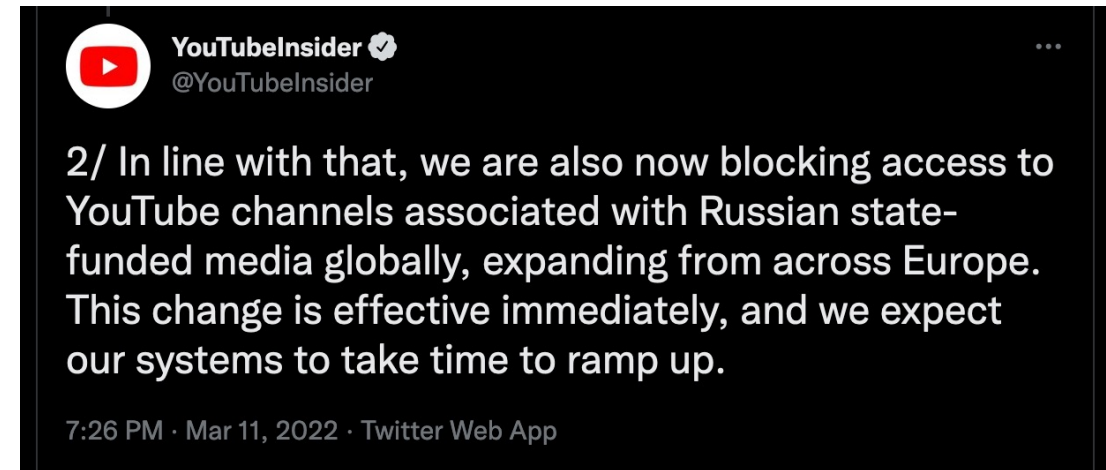 YouTubeInsider
@YouTubeInsider
2/ In line with that, we are also now blocking access to
YouTube channels associated with Russian state-
funded media globally, expanding from across Europe.
This change is effective immediately, and we expect
our systems to take time to ramp up.
7:26 PM · Mar 11, 2022 · Twitter Web App